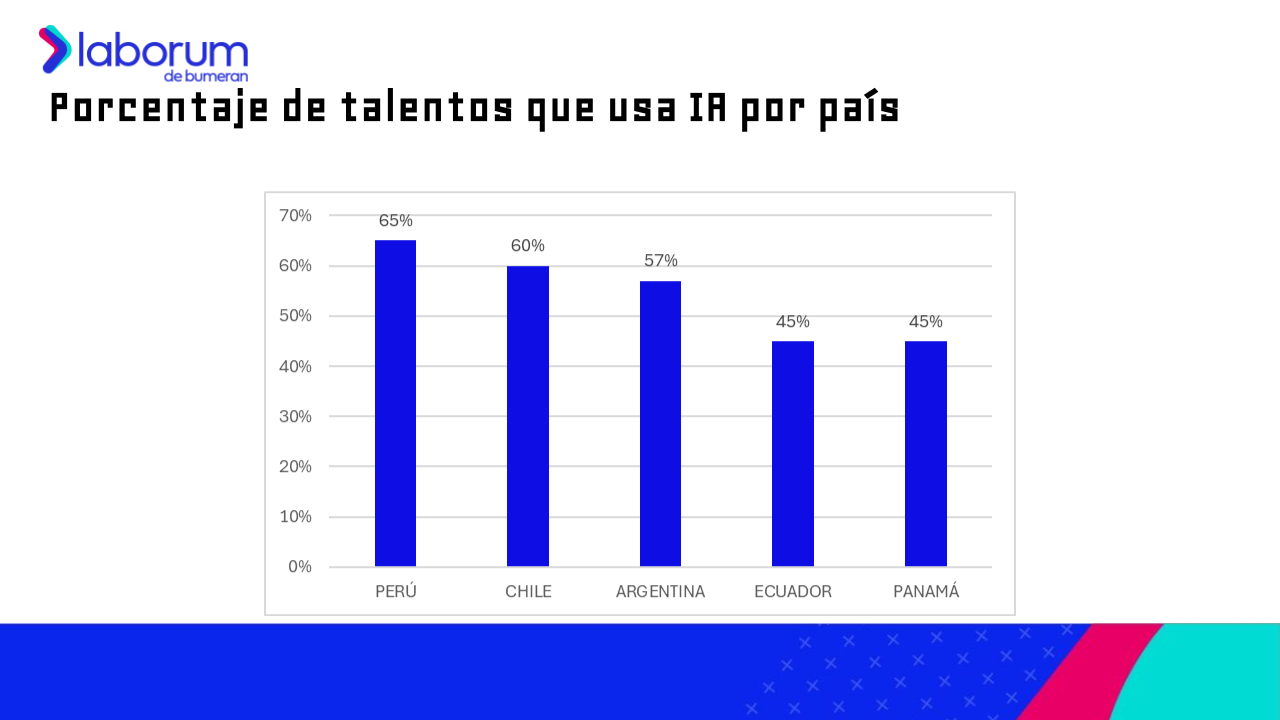 laborum
de bumeran
Porcentaje de talentos que usa IA por país
70%
60%
50%
40%
30%
20%
10%
0%
65%
60%
57%
45%
45%
PERÚ
CHILE
ARGENTINA
ECUADOR
PANAMÁ